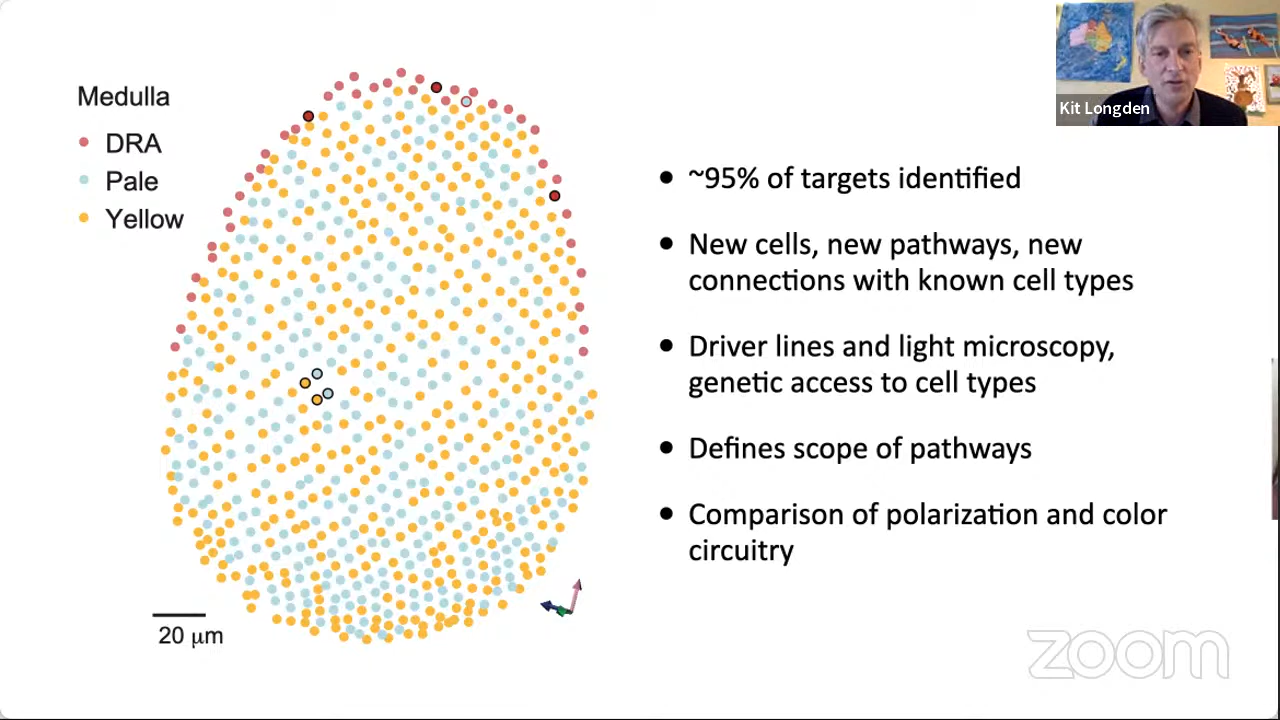 Kit Longden
Medulla
DRA
Pale
Yellow
20 μm
• ~95% of targets identified
• New cells, new pathways, new
connections with known cell types
• Driver lines and light microscopy,
genetic access to cell types
• Defines scope of pathways
• Comparison of polarization and color
circuitry
zoom